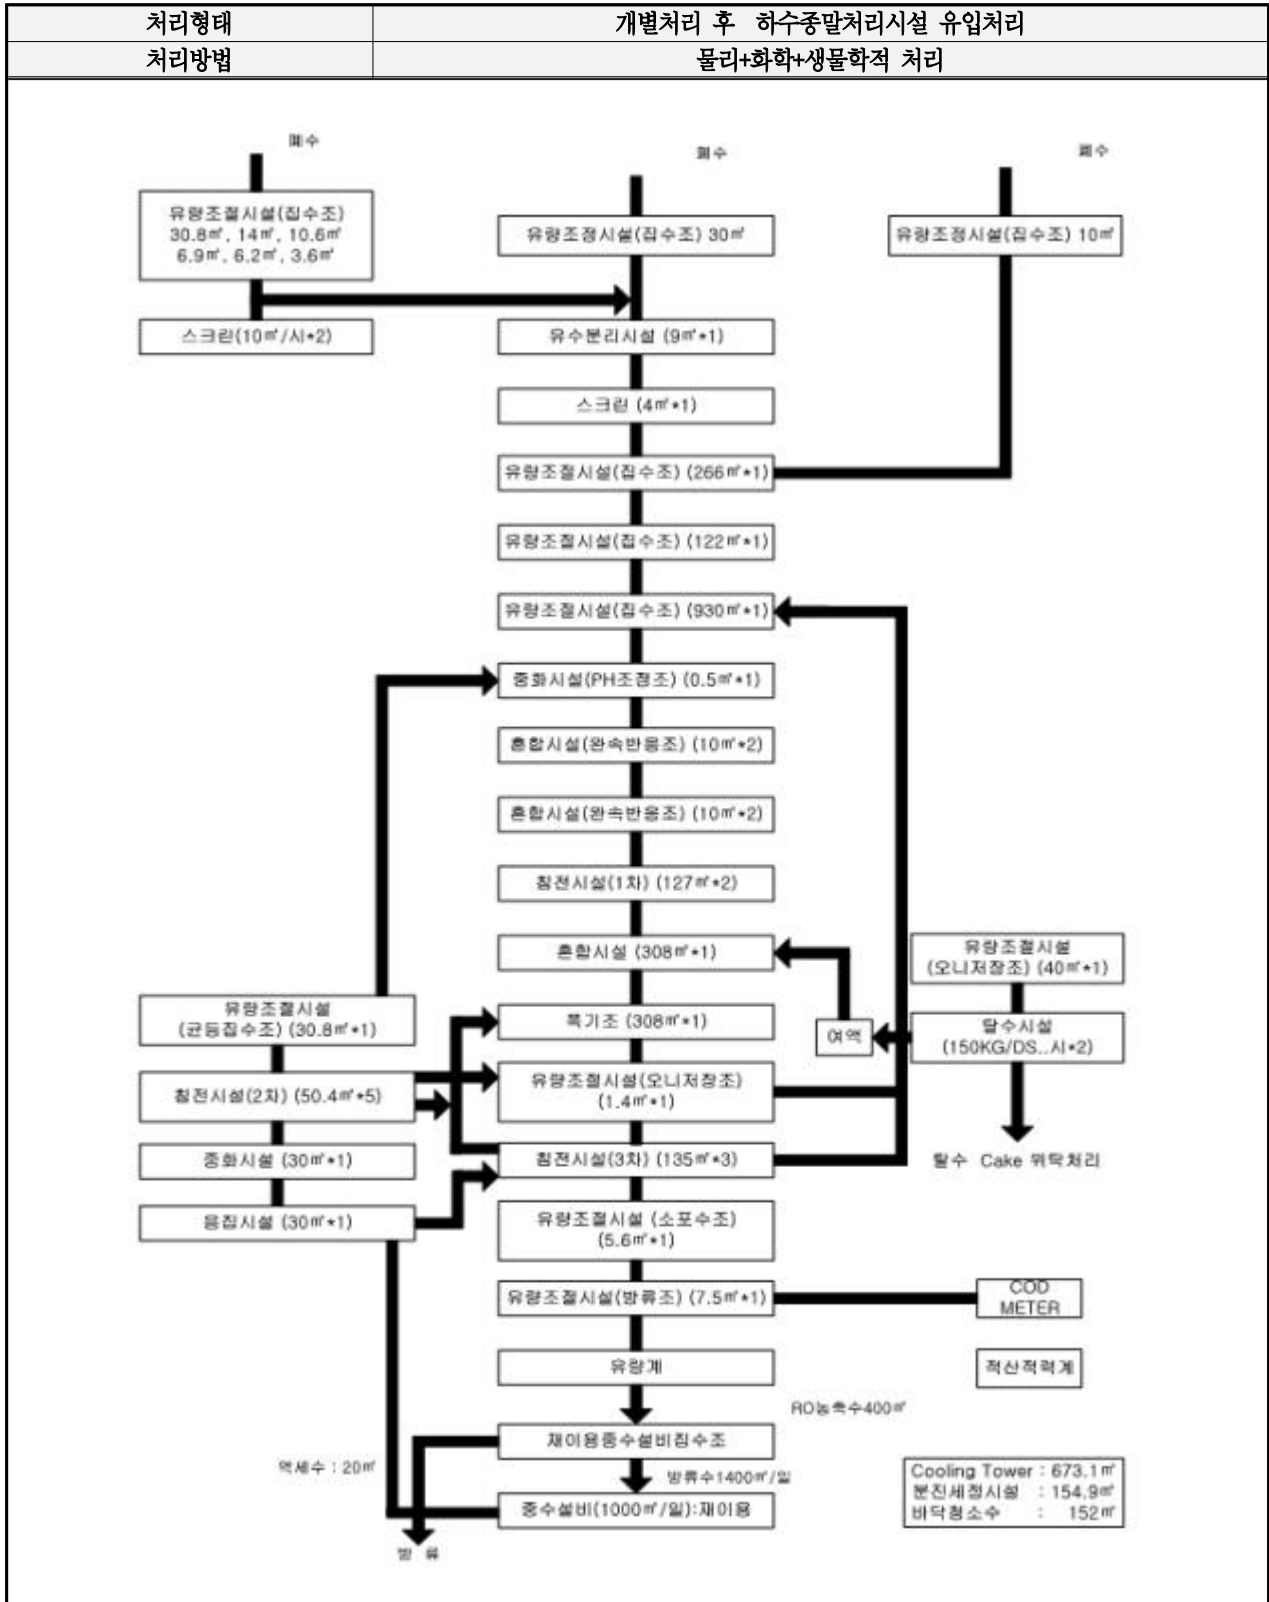 처리형태
개별처리 후 하수종말처리시설 유입처리
처리방법
물리+화학+생물학적 처리
폐수
폐수
폐수
유량조절시설(집수조)
30.8㎥, 14㎥, 10.6㎥
6.9㎥, 6.2㎥, 3.6㎥
유량조정시설(집수조) 30㎥
유량조정시설(집수조) 10㎥
스크린(10㎥/시*2)
유수분리시설 (9㎥*1)
스크린 (4㎥*1)
유량조절시설(집수조) (266㎥*1)
유량조절시설(집수조) (122㎥*1)
유량조절시설(집수조) (930㎥*1)
중화시설(PH조정조) (0.5㎥*1)
혼합시설(완속반응조) (10㎥*2)
혼합시설(완속반응조) (10㎥*2)
침전시설(1차) (127㎥*2)
혼합시설 (308㎥*1)
유량조절시설
(오니저장조) (40㎥*1)
유량조절시설
(균등집수조) (30.8㎥*1)
폭기조 (308㎥*1)
여액
탈수시설
(150KG/DS..시*2)
침전시설(2차) (50.4㎥*5)
유량조절시설(오니저장조)
(1.4㎥*1)
중화시설 (30㎥*1)
침전시설(3차) (135㎥*3)
탈수 Cake 위탁처리
응집시설 (30㎥*1)
유량조절시설 (소포수조)
(5.6㎥*1)
유량조절시설(방류조) (7.5㎥*1)
COD
METER
유량계
적산적력계
RO농축수400㎥
재이용중수설비집수조
역세수 : 20㎥
방류수1400㎥/일
중수설비(1000㎥/일):재이용
Cooling Tower : 673.1㎥
분진세정시설 : 154.9㎥
바닥청소수 : 152㎥
방 류